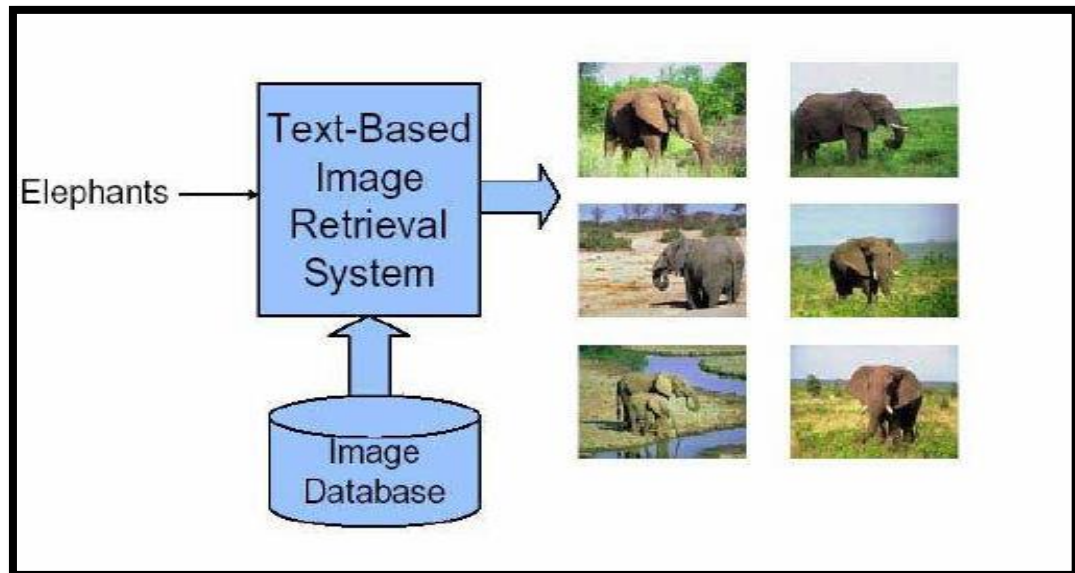 Elephants
Text-Based
Image
Retrieval
System
Image
Database